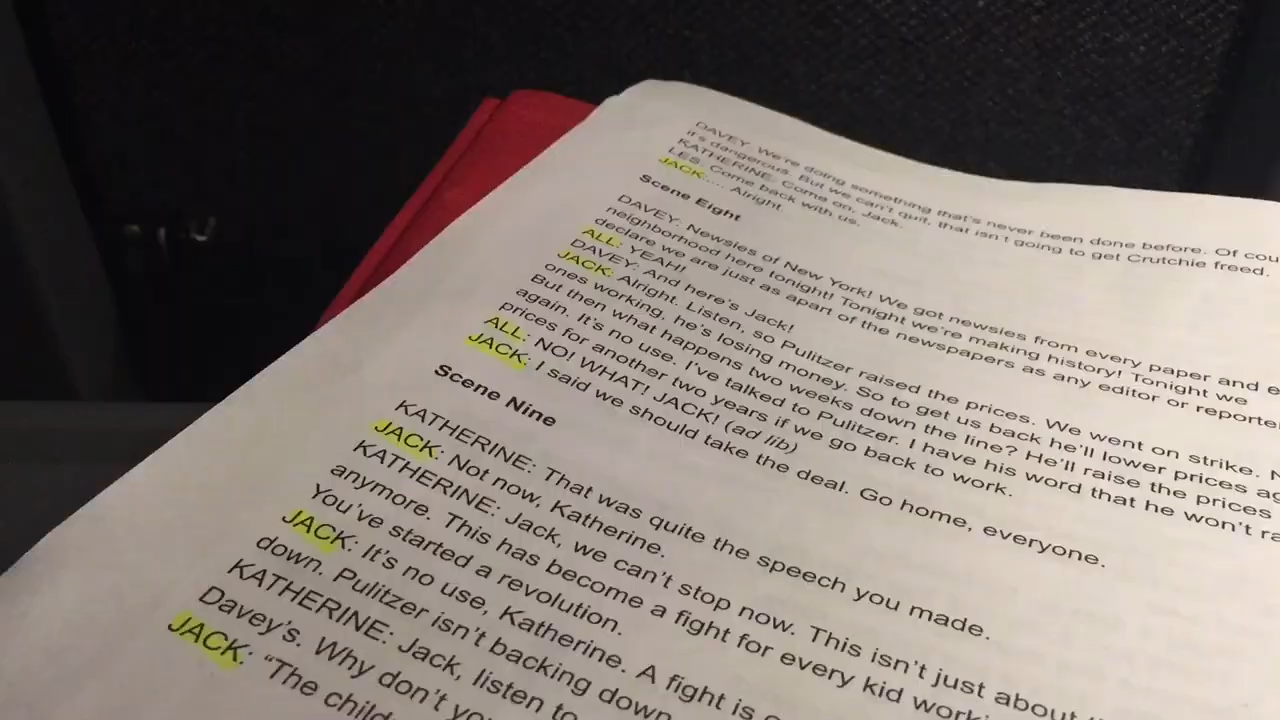 DAVEY: We're doing something that's never been done before. Of cou
it's dangerous. But we can't quit, that isn't going to get Crutchie freed.
KATHERINE: Come on, Jack.
LES: Come back with us.
JACK:.... Alright.
Scene Eight
DAVEY: Newsies of New York! We got newsies from every paper and e
neighborhood here tonight! Tonight we're making history! Tonight we
declare we are just as apart of the newspapers as any editor or reporte
ALL: YEAH!
DAVEY: And here's Jack!
JACK: Alright. Listen, so Pulitzer raised the prices. We went on strike. N
ones working, he's losing money. So to get us back he'll lower prices ag
But then what happens two weeks down the line? He'll raise the prices
again. It's no use. I've talked to Pulitzer. I have his word that he won't ra
prices for another two years if we go back to work.
ALL: NO! WHAT! JACK! (ad lib)
JACK: I said we should take the deal. Go home, everyone.
Scene Nine
KATHERINE: That was quite the speech you made.
JACK: Not now, Katherine.
KATHERINE: Jack, we can't stop now. This isn't just about
anymore. This has become a fight for every kid worki
You've started a revolution.
JACK: It's no use, Katherine. A fight is
down. Pulitzer isn't backing down
KATHERINE: Jack, listen to
Davey's. Why don't yo
JACK: "The child